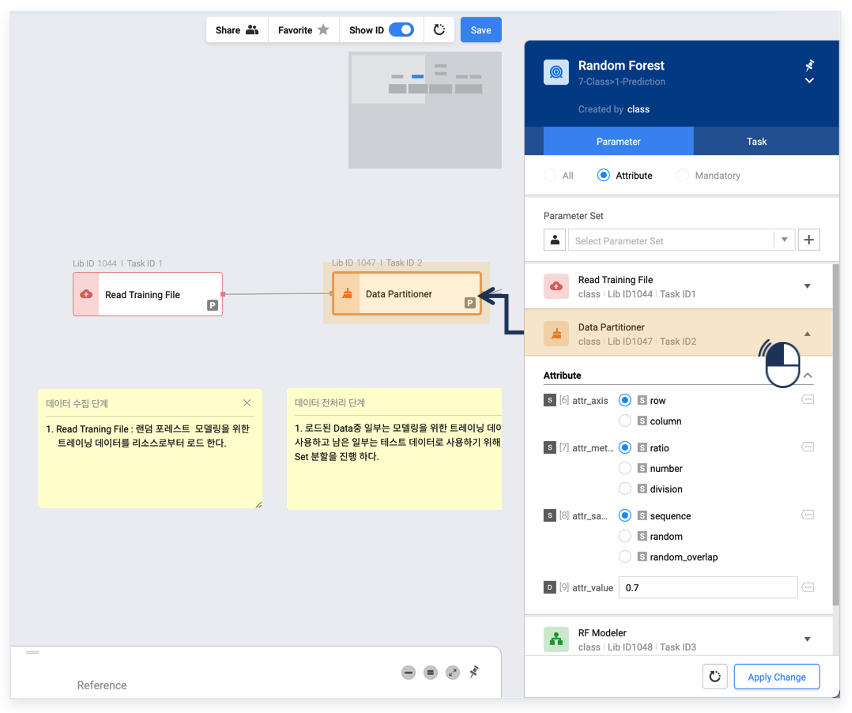 Share
Favorite
Show ID
Save
Random Forest
7-Class>1-Prediction
Created by class
Parameter
Task
All
Attribute
Mandatory
Parameter Set
Select Parameter Set
Lib ID 1044 | Task ID 1
Read Training File
P
Lib ID 1047 | Task ID 2
Data Partitioner
P
Read Training File
class | Lib ID1044 | Task ID1
Data Partitioner
class | Lib ID1047 | Task ID2
Attribute
S [6] attr_axis
S row
S column
S [7] attr_met...
S ratio
S number
S division
S [8] attr_sa...
S sequence
S random
S random_overlap
D [9] attr_value
0.7
RF Modeler
class | Lib ID1048 | Task ID3
Apply Change
데이터 수집 단계
1. Read Traning File : 랜덤 포레스트 모델링을 위한
트레이닝 데이터를 리소스로부터 로드 한다.
데이터 전처리 단계
1. 로드된 Data중 일부는 모델링을 위한 트레이닝 데이
사용하고 남은 일부는 테스트 데이터로 사용하기 위해
Set 분할을 진행 하다.
Reference